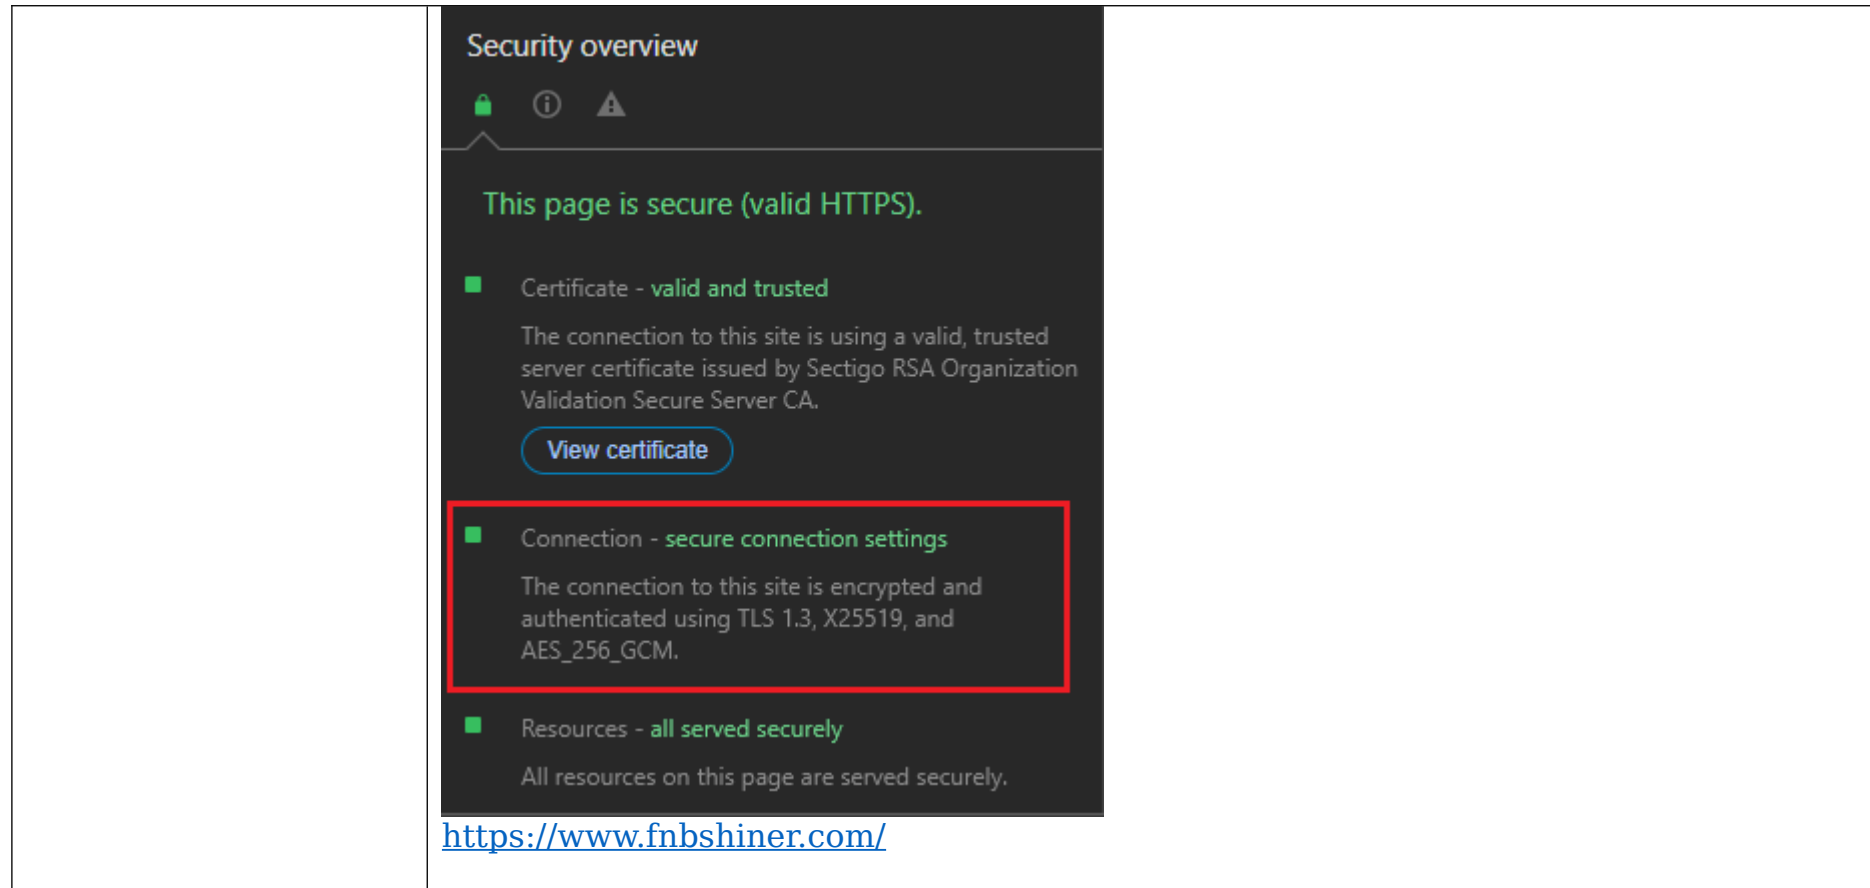 Security overview
This page is secure (valid HTTPS).
Certificate - valid and trusted
The connection to this site is using a valid, trusted
server certificate issued by Sectigo RSA Organization
Validation Secure Server CA.
View certificate
Connection - secure connection settings
The connection to this site is encrypted and
authenticated using TLS 1.3, X25519, and
AES_256_GCM.
Resources - all served securely
All resources on this page are served securely.
https://www.fnbshiner.com/